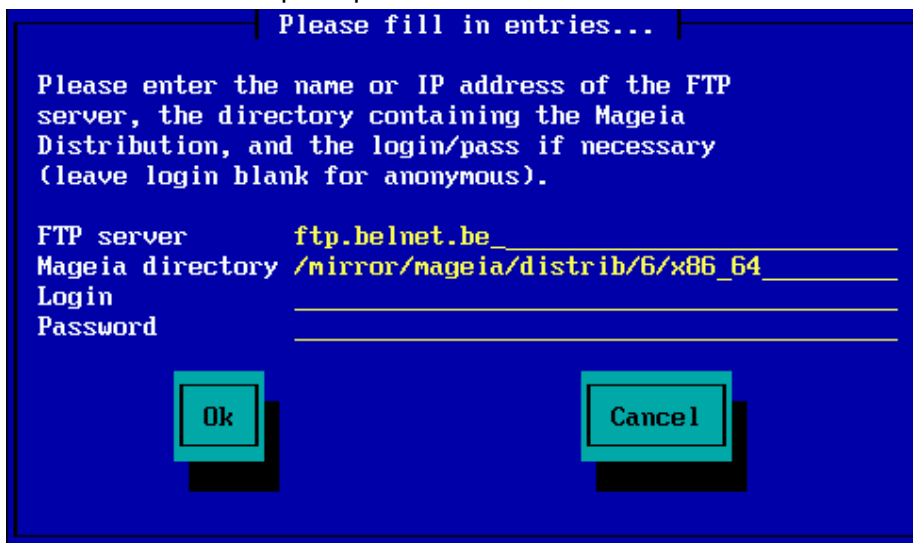 Please fill in entries...
Please enter the name or IP address of the FTP
server, the directory containing the Mageia
Distribution, and the login/pass if necessary
(leave login blank for anonymous).
FTP server ftp.belnet.be
Mageia directory /mirror/mageia/distrib/6/x86_64
Login
Password
Ok Cancel